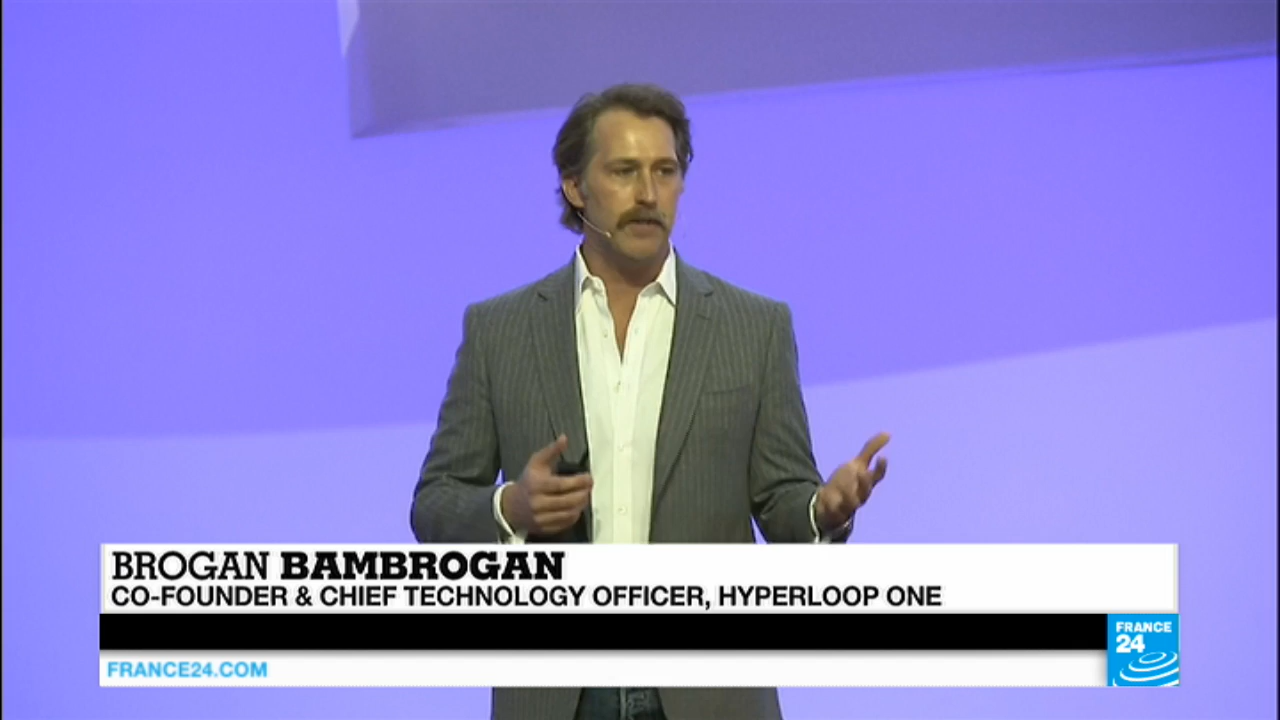 BROGAN BAMBROGAN
CO-FOUNDER & CHIEF TECHNOLOGY OFFICER, HYPERLOOP ONE
FRANCE
24
FRANCE24.COM